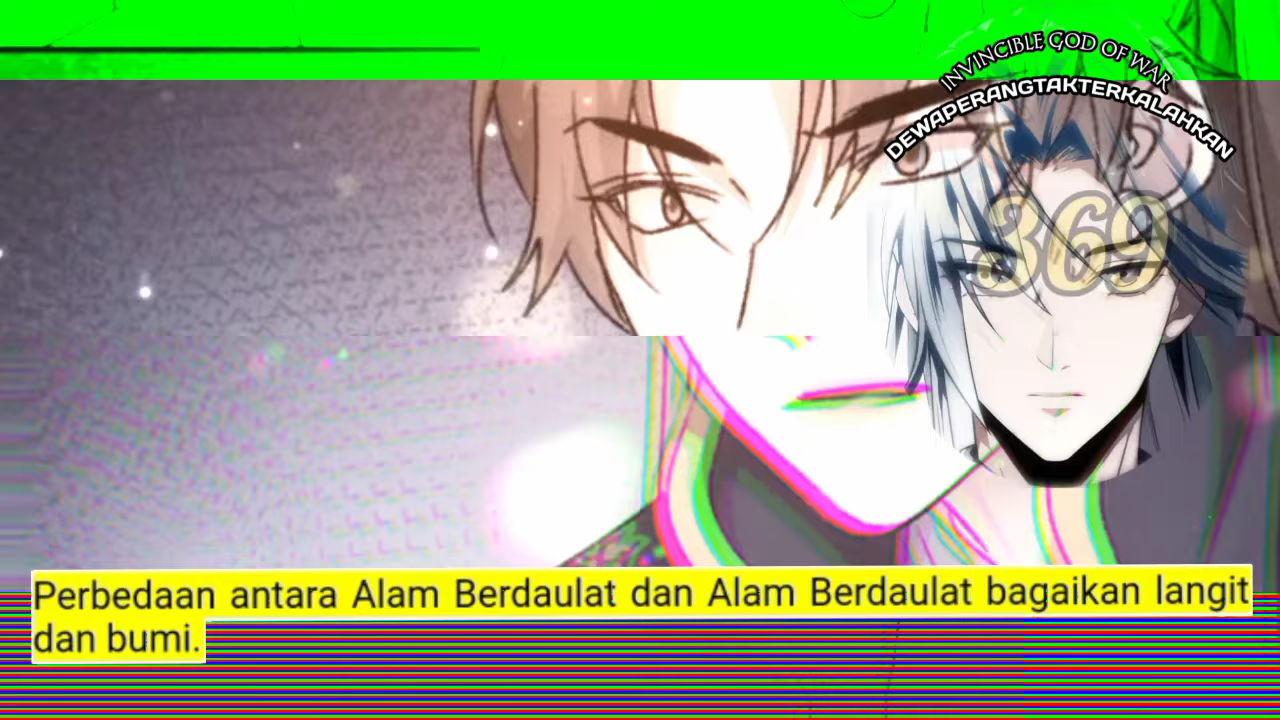 INVINCIBLE GOD OF WAR
DEWAPERANGTAKTERKALAHKAN
369
Perbedaan antara Alam Berdaulat dan Alam Berdaulat bagaikan langit
dan bumi.